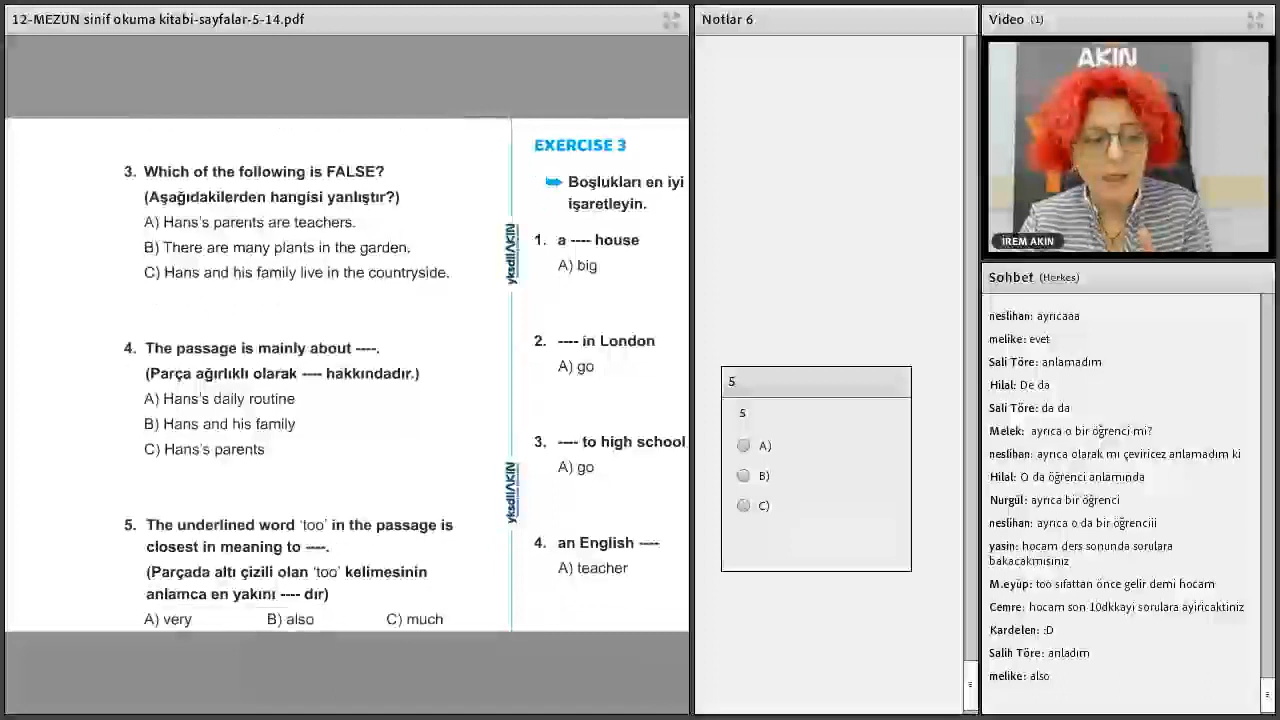 12-MEZUN sinif okuma kitabi-sayfalar-5-14.pdf
3. Which of the following is FALSE?
(Aşağıdakilerden hangisi yanlıştır?)
A) Hans's parents are teachers.
B) There are many plants in the garden.
C) Hans and his family live in the countryside.
4. The passage is mainly about ----.
(Parça ağırlıklı olarak ---- hakkındadır.)
A) Hans's daily routine
B) Hans and his family
C) Hans's parents
5. The underlined word 'too' in the passage is
closest in meaning to ----.
(Parçada altı çizili olan 'too' kelimesinin
anlamca en yakını ---- dır)
A) very B) also C) much
yksdilAKIN
yksdilAKIN
EXERCISE 3
Boşlukları en iyi
işaretleyin.
1. a ---- house
A) big
2. ---- in London
A) go
3. ---- to high school
A) go
4. an English ----
A) teacher
Notlar 6
5
5
A)
B)
C)
Video (1)
AKIN
İREM AKIN
Sohbet (Herkes)
neslihan: ayrıcaaa
melike: evet
Sali Töre: anlamadım
Hilal: De da
Sali Töre: da da
Melek: ayrıca o bir öğrenci mi?
neslihan: ayrıca olarak mı çeviricez anlamadım ki
Hilal: O da öğrenci anlamında
Nurgül: ayrıca bir öğrenci
neslihan: ayrıca o da bir öğrenciii
yasin: hocam ders sonunda sorulara
bakacakmısınız
M.eyüp: too sıfattan önce gelir demi hocam
Cemre: hocam son 10dkkayi sorulara ayiricaktiniz
Kardelen: :D
Salih Töre: anladım
melike: also